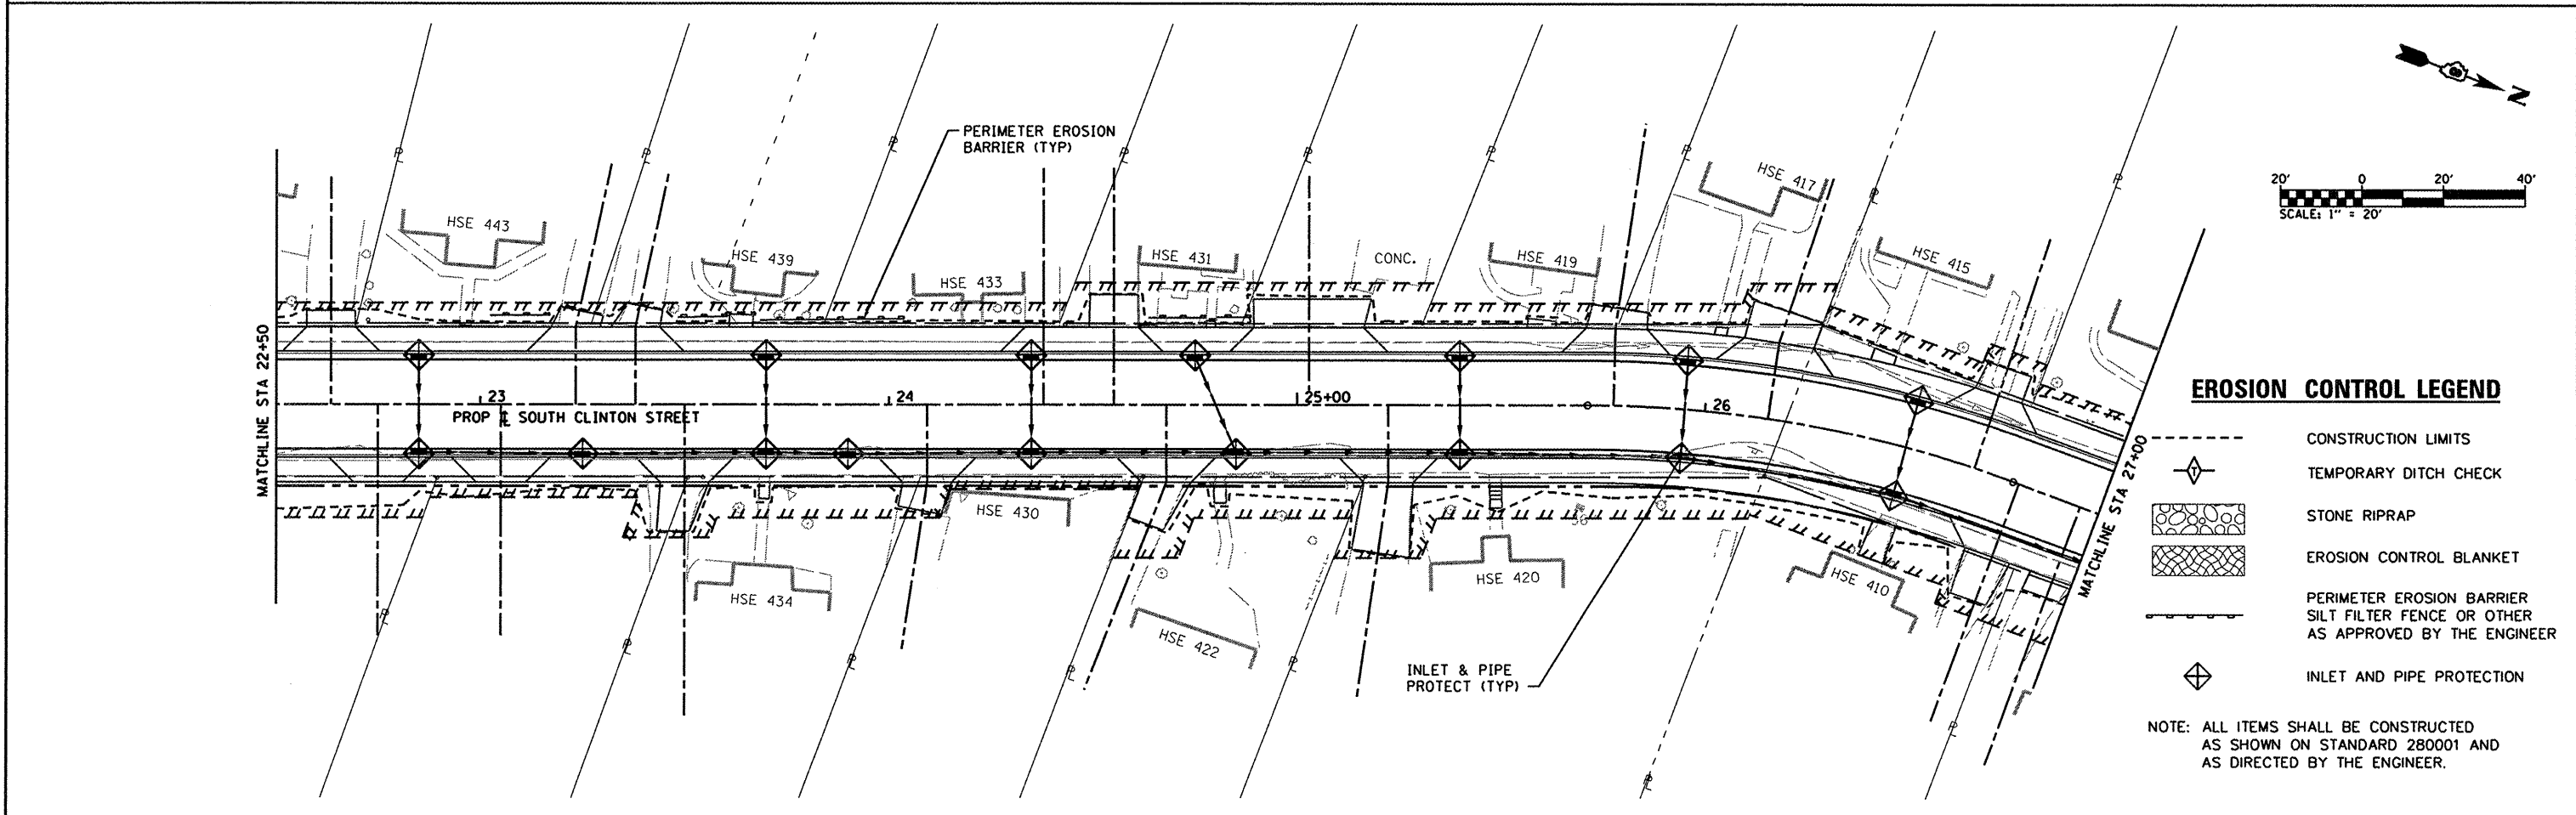 N
PERIMETER EROSION
BARRIER (TYP)
20' 0 20' 40'
SCALE: 1" = 20'
HSE 443
HSE 439
HSE 433
HSE 431
CONC.
HSE 419
HSE 417
HSE 415
MATCHLINE STA 22+50
23
24
25+00
26
PROP ℄ SOUTH CLINTON STREET
MATCHLINE STA 27+00
HSE 434
HSE 430
HSE 422
HSE 420
HSE 410
INLET & PIPE
PROTECT (TYP)
EROSION CONTROL LEGEND
CONSTRUCTION LIMITS
T
TEMPORARY DITCH CHECK
STONE RIPRAP
EROSION CONTROL BLANKET
PERIMETER EROSION BARRIER
SILT FILTER FENCE OR OTHER
AS APPROVED BY THE ENGINEER
INLET AND PIPE PROTECTION
NOTE: ALL ITEMS SHALL BE CONSTRUCTED
AS SHOWN ON STANDARD 280001 AND
AS DIRECTED BY THE ENGINEER.